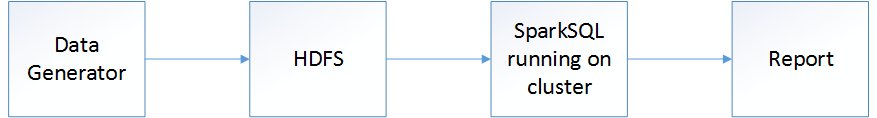 Data
Generator
HDFS
SparkSQL
running on
cluster
Report